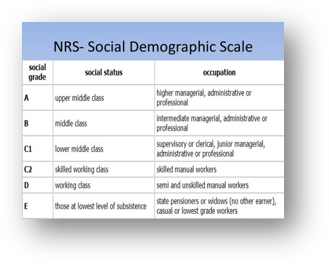 NRS- Social Demographic Scale
social grade social status occupation
A upper middle class higher managerial, administrative or professional
B middle class intermediate managerial, administrative or professional
C1 lower middle class supervisory or clerical, junior managerial, administrative or professional
C2 skilled working class skilled manual workers
D working class semi and unskilled manual workers
E those at lowest level of subsistence state pensioners or widows (no other earner), casual or lowest grade workers